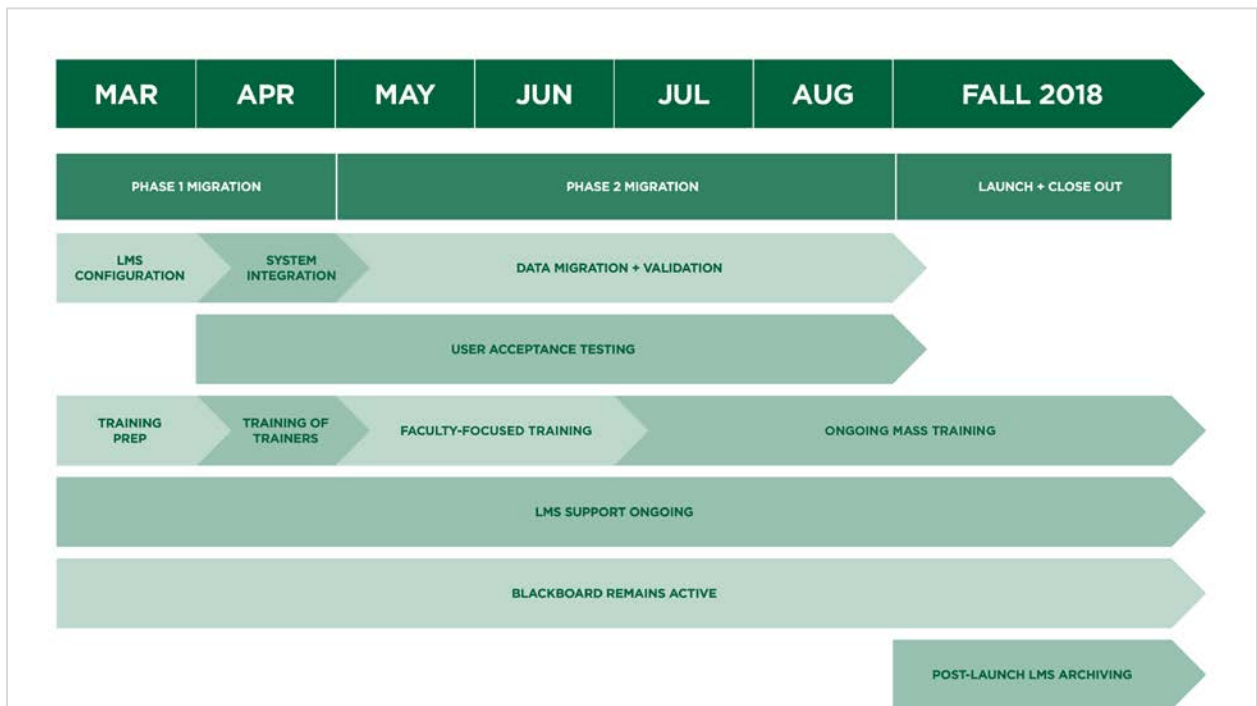 MAR APR MAY JUN JUL AUG FALL 2018
PHASE 1 MIGRATION PHASE 2 MIGRATION LAUNCH + CLOSE OUT
LMS
CONFIGURATION
SYSTEM
INTEGRATION
DATA MIGRATION + VALIDATION
USER ACCEPTANCE TESTING
TRAINING
PREP
TRAINING OF
TRAINERS
FACULTY-FOCUSED TRAINING
ONGOING MASS TRAINING
LMS SUPPORT ONGOING
BLACKBOARD REMAINS ACTIVE
POST-LAUNCH LMS ARCHIVING